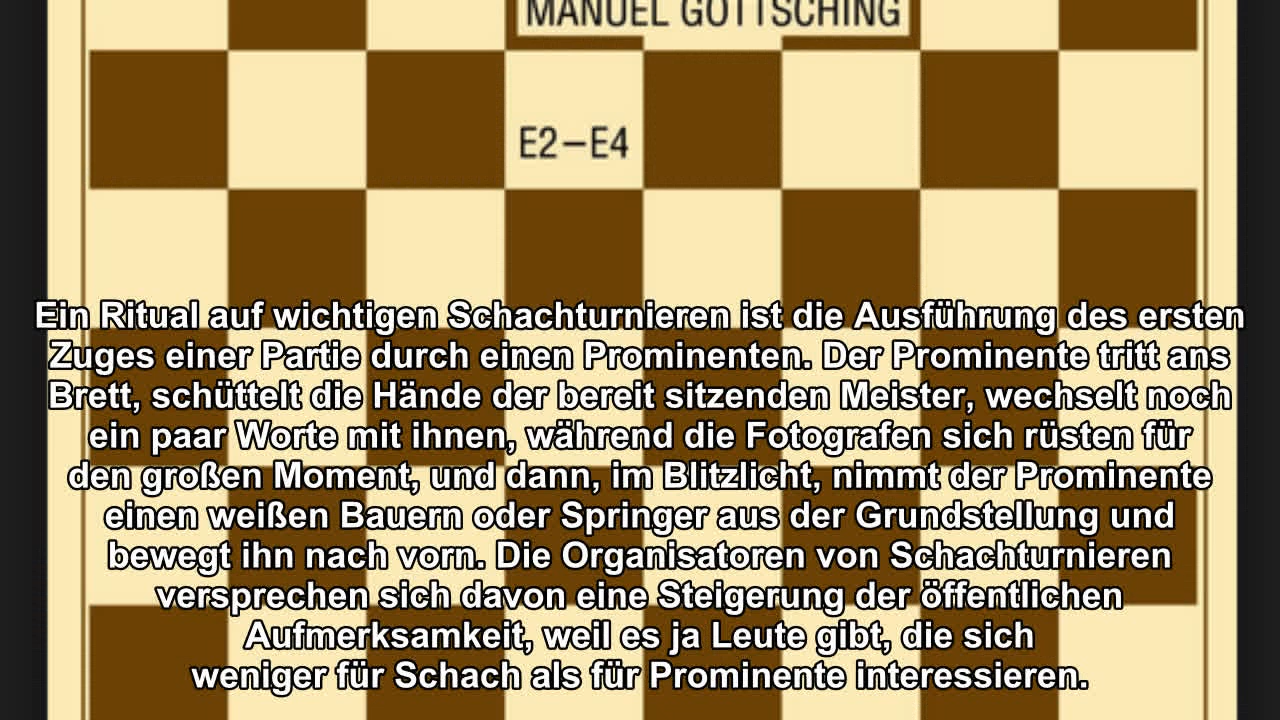 MANUEL GÖTTSCHING
E2–E4
Ein Ritual auf wichtigen Schachturnieren ist die Ausführung des ersten
Zuges einer Partie durch einen Prominenten. Der Prominente tritt ans
Brett, schüttelt die Hände der bereit sitzenden Meister, wechselt noch
ein paar Worte mit ihnen, während die Fotografen sich rüsten für
den großen Moment, und dann, im Blitzlicht, nimmt der Prominente
einen weißen Bauern oder Springer aus der Grundstellung und
bewegt ihn nach vorn. Die Organisatoren von Schachturnieren
versprechen sich davon eine Steigerung der öffentlichen
Aufmerksamkeit, weil es ja Leute gibt, die sich
weniger für Schach als für Prominente interessieren.